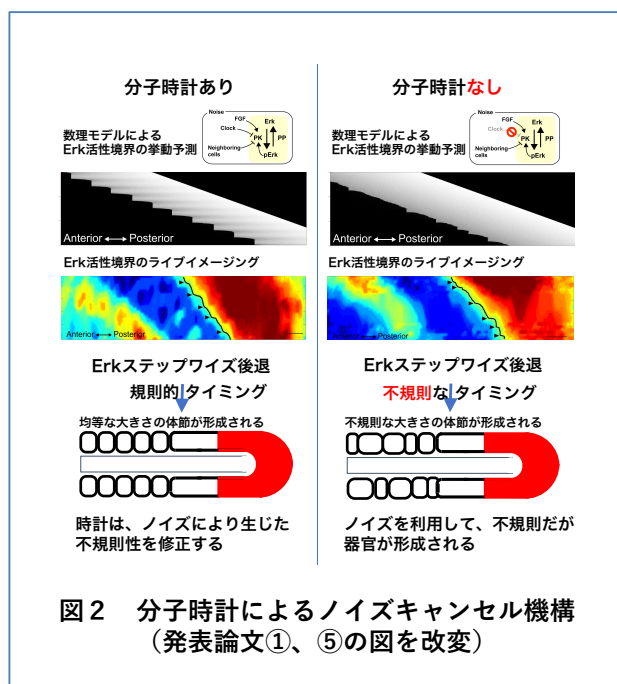 分子時計あり
Noise
FGF
Erk
Clock
PK
PP
Neighboring
cells
pErk
数理モデルによる
Erk活性境界の挙動予測
Anterior ⟷ Posterior
Erk活性境界のライブイメージング
Anterior ⟷ Posterior
Erkステップワイズ後退
規則的 タイミング
均等な大きさの体節が形成される
時計は、ノイズにより生じた
不規則性を修正する
分子時計なし
Noise
FGF
Erk
Clock
PK
PP
Neighboring
cells
pErk
数理モデルによる
Erk活性境界の挙動予測
Anterior ⟷ Posterior
Erk活性境界のライブイメージング
Anterior ⟷ Posterior
Erkステップワイズ後退
不規則なタイミング
不規則な大きさの体節が形成される
ノイズを利用して、不規則だが
器官が形成される
図２　分子時計によるノイズキャンセル機構
（発表論文①、⑤の図を改変）